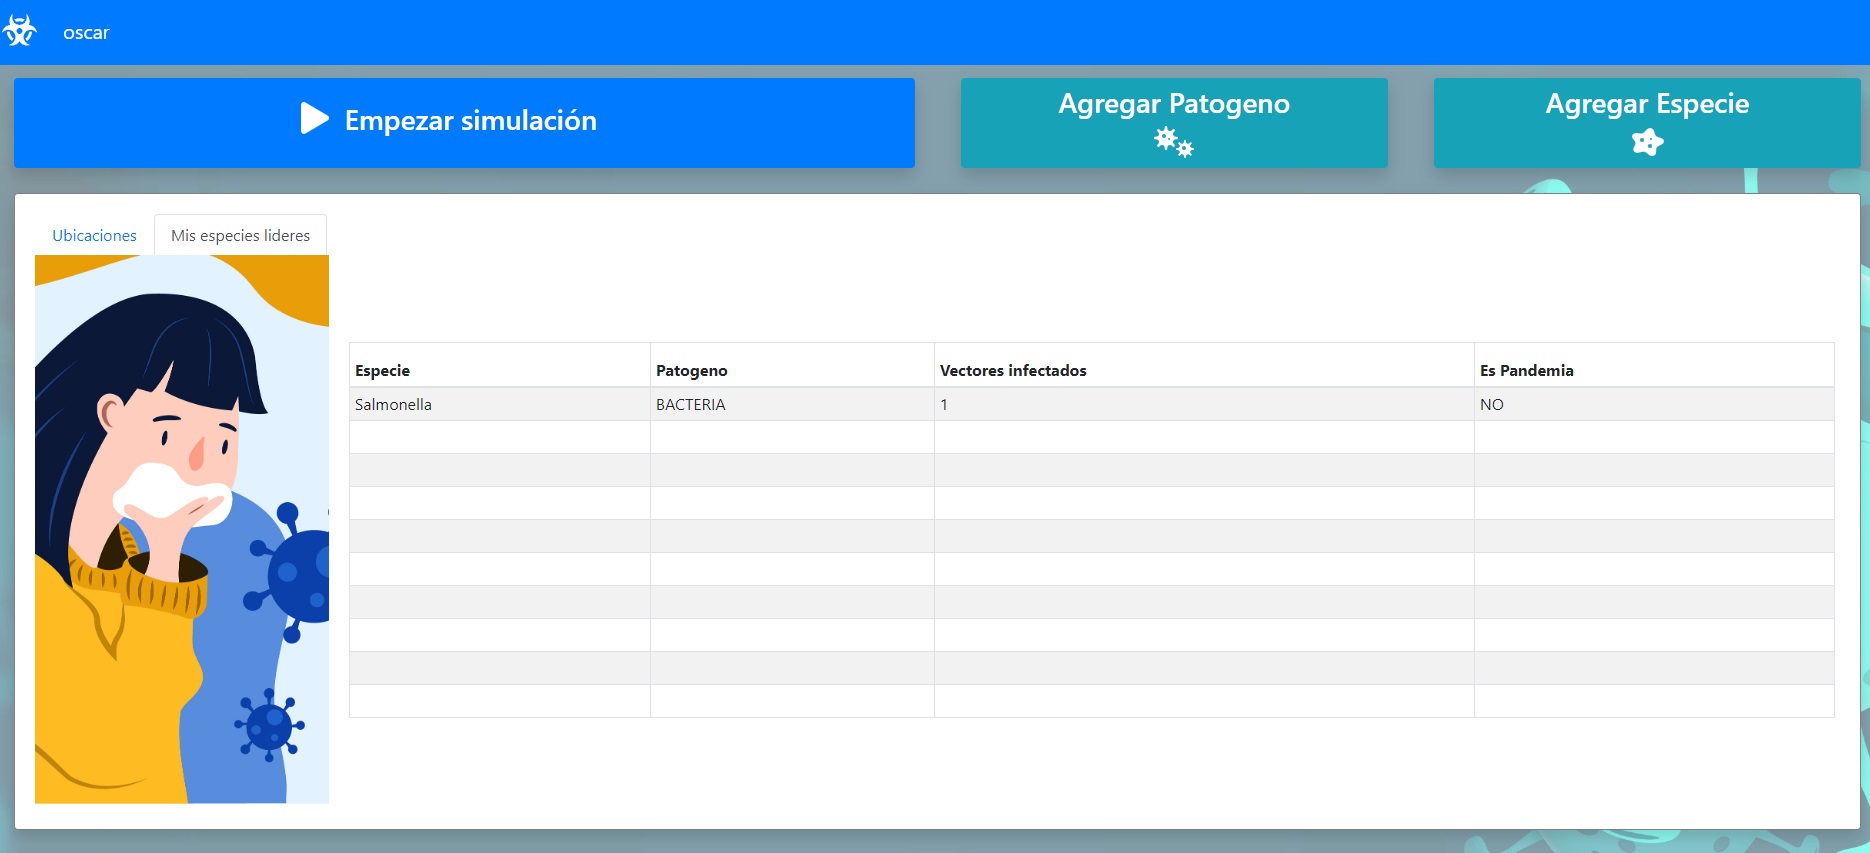 oscar
Empezar simulación
Agregar Patogeno
Agregar Especie
Ubicaciones
Mis especies lideres
Especie Patogeno Vectores infectados Es Pandemia
Salmonella BACTERIA 1 NO